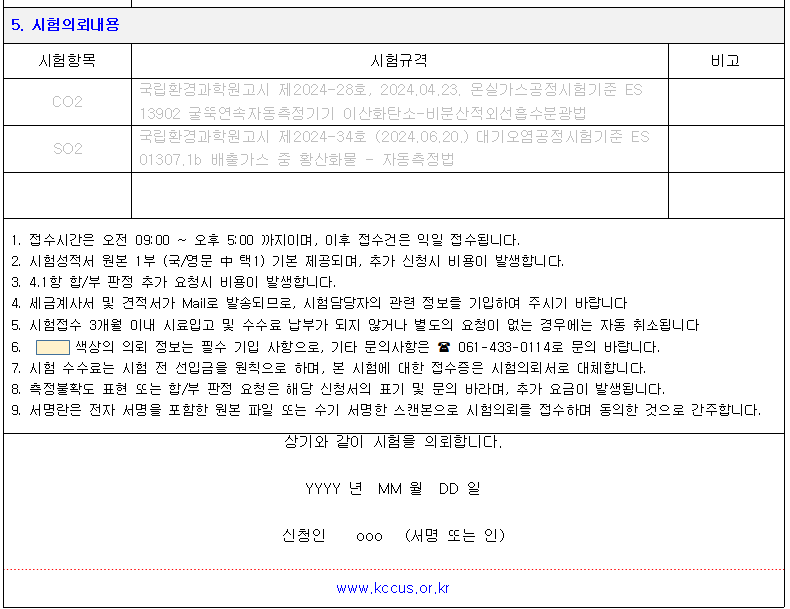 5. 시험의뢰내용
시험항목 시험규격 비고
CO2 국립환경과학원고시 제2024-28호, 2024.04.23. 온실가스공정시험기준 ES
13902 굴뚝연속자동측정기기 이산화탄소-비분산적외선흡수분광법
SO2 국립환경과학원고시 제2024-34호 (2024.06.20.) 대기오염공정시험기준 ES
01307.1b 배출가스 중 황산화물 - 자동측정법
1. 접수시간은 오전 09:00 ~ 오후 5:00 까지이며, 이후 접수건은 익일 접수됩니다.
2. 시험성적서 원본 1부 (국/영문 中 택1) 기본 제공되며, 추가 신청시 비용이 발생합니다.
3. 4.1항 합/부 판정 추가 요청시 비용이 발생합니다.
4. 세금계사서 및 견적서가 Mail로 발송되므로, 시험담당자의 관련 정보를 기입하여 주시기 바랍니다
5. 시험접수 3개월 이내 시료입고 및 수수료 납부가 되지 않거나 별도의 요청이 없는 경우에는 자동 취소됩니다
6. 색상의 의뢰 정보는 필수 기입 사항으로, 기타 문의사항은 ☎ 061-433-0114로 문의 바랍니다.
7. 시험 수수료는 시험 전 선입금을 원칙으로 하며, 본 시험에 대한 접수증은 시험의뢰서로 대체합니다.
8. 측정불확도 표현 또는 합/부 판정 요청은 해당 신청서의 표기 및 문의 바라며, 추가 요금이 발생됩니다.
9. 서명란은 전자 서명을 포함한 원본 파일 또는 수기 서명한 스캔본으로 시험의뢰를 접수하며 동의한 것으로 간주합니다.
상기와 같이 시험을 의뢰합니다.
YYYY 년 MM 월 DD 일
신청인 ooo (서명 또는 인)
www.kccus.or.kr